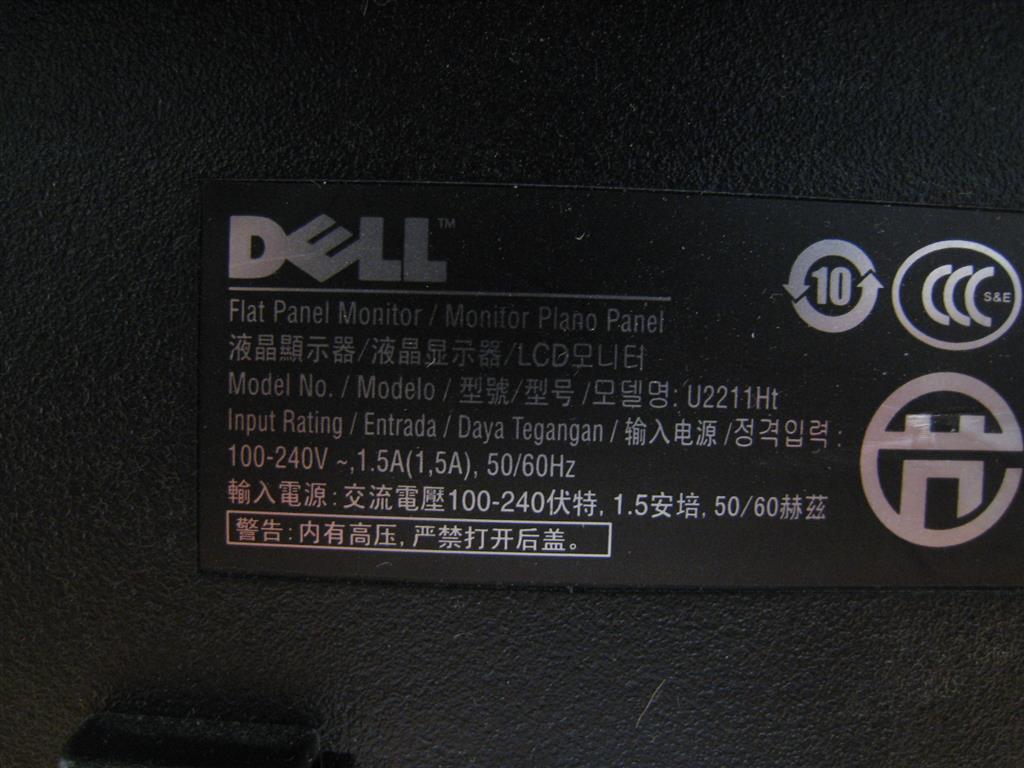 DELL™
Flat Panel Monitor / Monitor Plano Panel
液晶顯示器/液晶显示器/LCD모니터
Model No. / Modelo / 型號/型号 /모델명: U2211Ht
Input Rating / Entrada / Daya Tegangan / 输入电源 /정격입력 :
100-240V ~,1.5A(1,5A), 50/60Hz
輸入電源: 交流電壓100-240伏特, 1.5安培, 50/60赫茲
警告: 内有高压, 严禁打开后盖。
10
CCC S&E